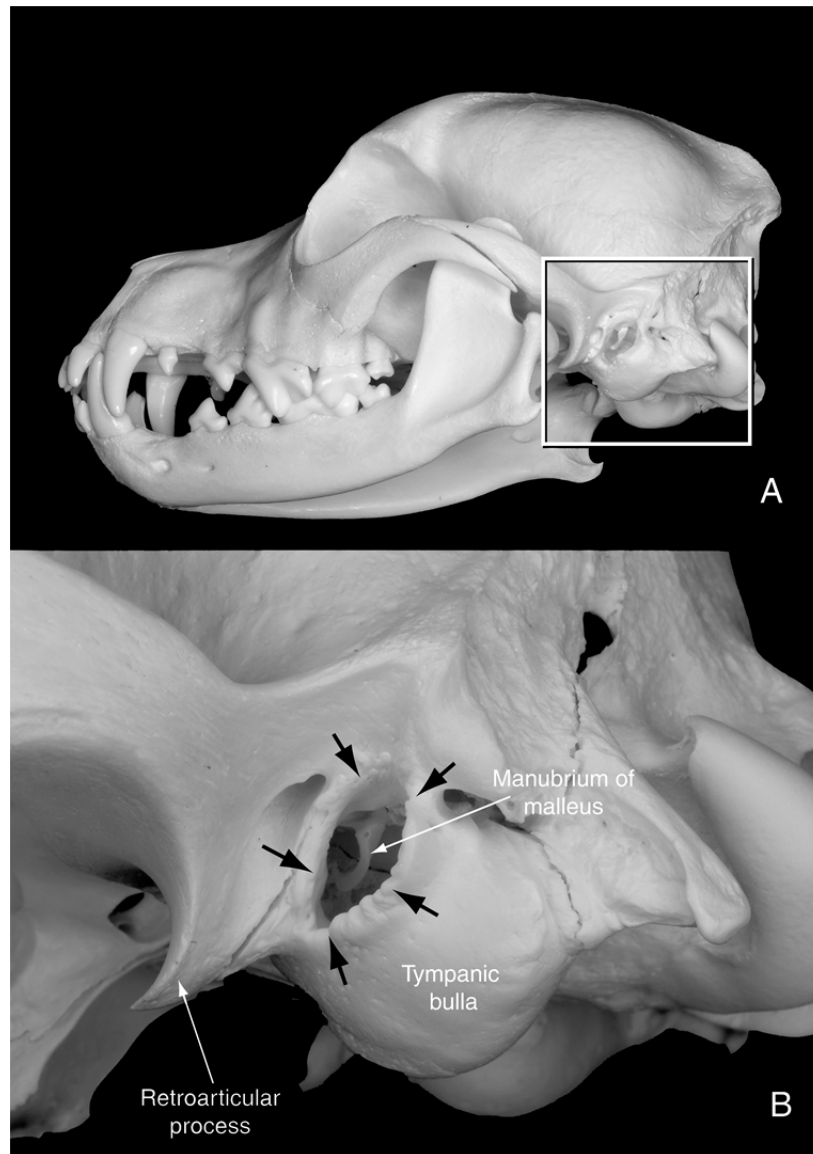 A
Manubrium of
malleus
Tympanic
bulla
Retroarticular
process
B